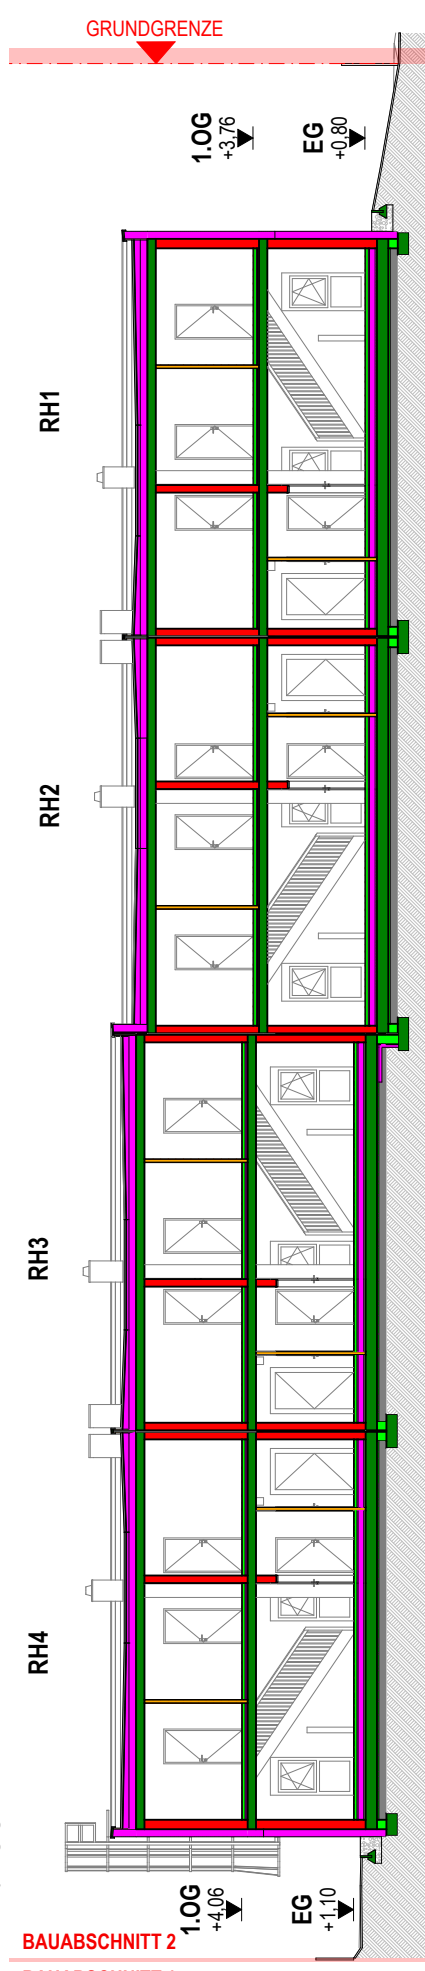 GRUNDGRENZE
1.OG
+3,76
EG
+0,80
RH1
RH2
RH3
RH4
1.OG
+4,06
EG
+1,10
BAUABSCHNITT 2